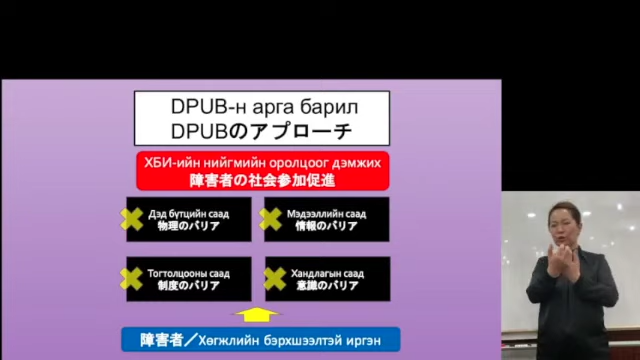 DPUB-н арга барил
DPUBのアプローチ
ХБИ-ийн нийгмийн оролцоог дэмжих
障害者の社会参加促進
Дэд бүтцийн саад
物理のバリア
Мэдээллийн саад
情報のバリア
Тогтолцооны саад
制度のバリア
Хандлагын саад
意識のバリア
障害者／Хөгжлийн бэрхшээлтэй иргэн